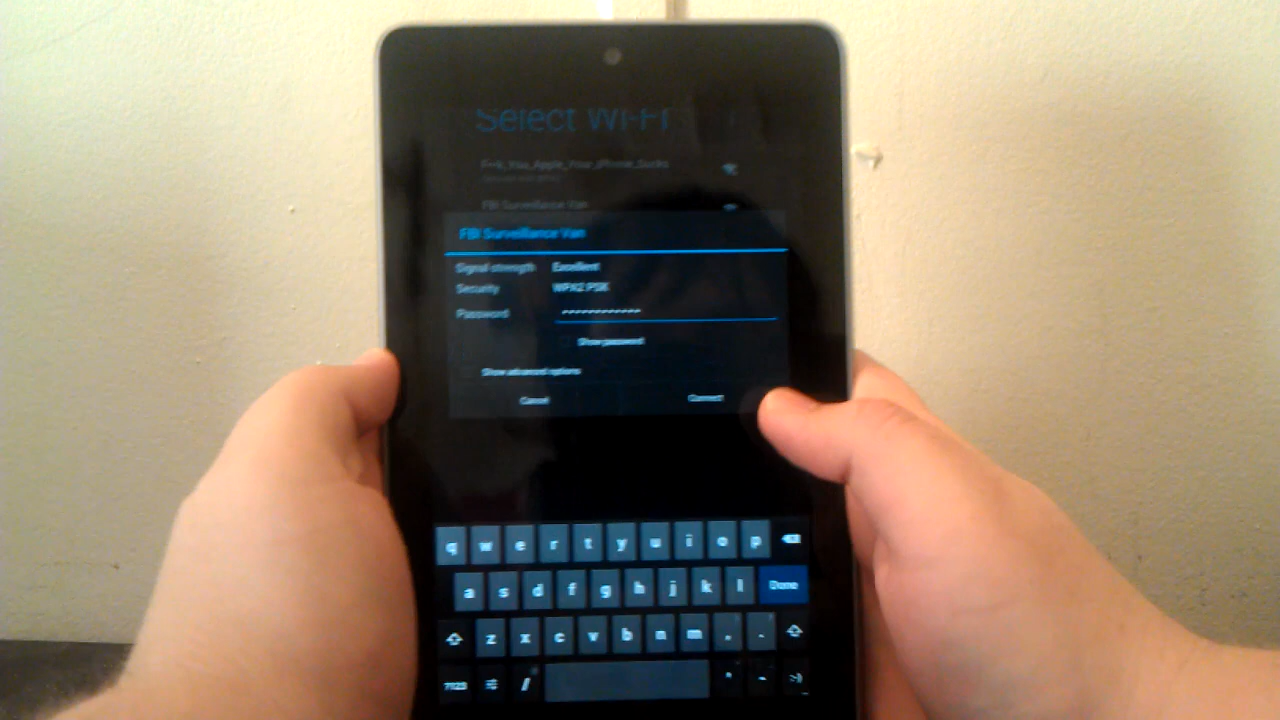 Select Wi-Fi
F**k_You_Apple_Your_iPhone_Sucks
FBI Surveillance Van
FBI Surveillance Van
Signal strength Excellent
Security WPA2 PSK
Password ••••••••••••
Show password
Show advanced options
Cancel Connect
q w e r t y u i o p
a s d f g h j k l Done
z x c v b n m , .
?123 / ' - :-)